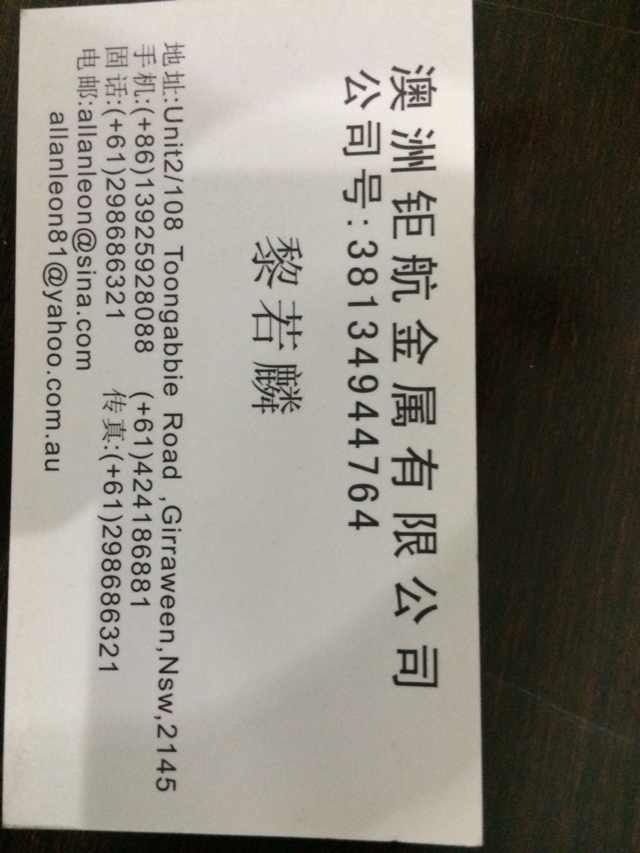 澳洲钜航金属有限公司
公司号:38134944764
黎若麟
地址:Unit2/108 Toongabbie Road ,Girraween,Nsw,2145
手机:(+86)13925928088 (+61)424186881
固话:(+61)298686321 传真:(+61)298686321
电邮:allanleon@sina.com
allanleon81@yahoo.com.au